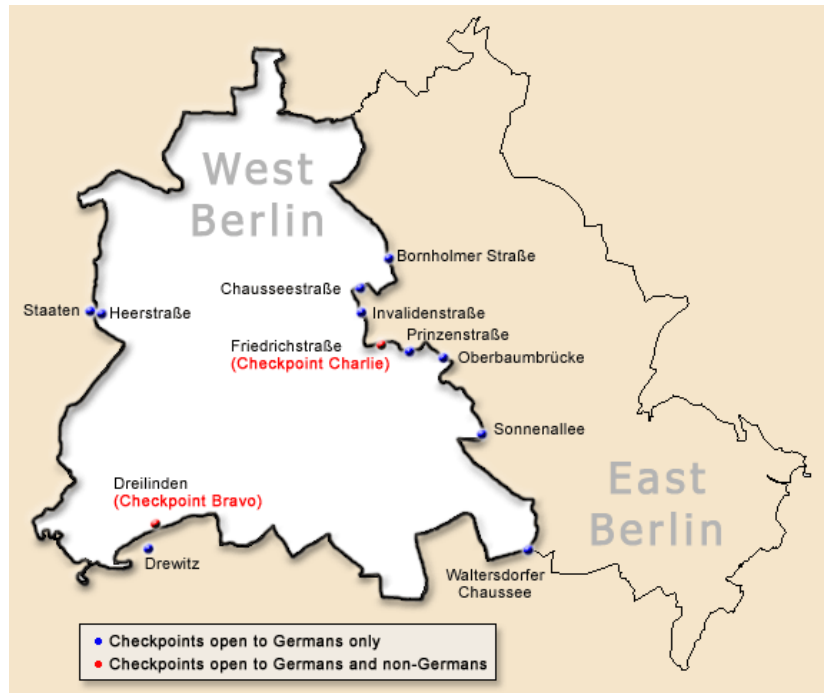 West
Berlin
Bornholmer Straße
Chausseestraße
Staaten
Heerstraße
Invalidenstraße
Prinzenstraße
Friedrichstraße
(Checkpoint Charlie)
Oberbaumbrücke
Sonnenallee
Dreilinden
(Checkpoint Bravo)
East
Berlin
Drewitz
Waltersdorfer
Chaussee
Checkpoints open to Germans only
Checkpoints open to Germans and non-Germans